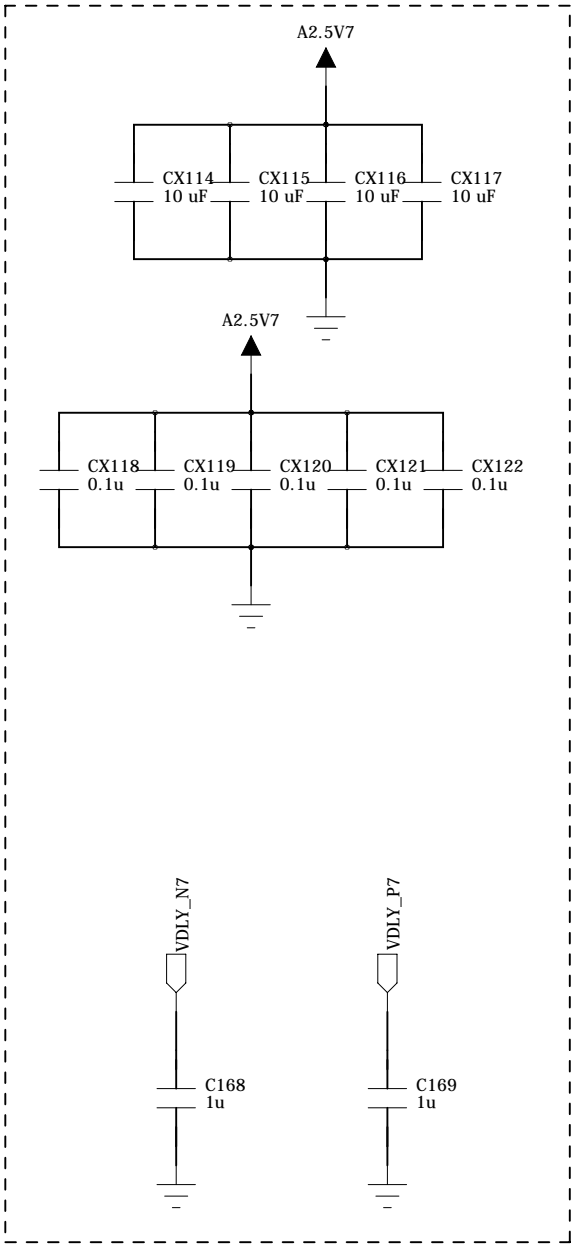 A2.5V7
CX114 CX115 CX116 CX117
10 uF 10 uF 10 uF 10 uF
A2.5V7
CX118 CX119 CX120 CX121 CX122
0.1u 0.1u 0.1u 0.1u 0.1u
VDLY_N7
VDLY_P7
C168 C169
1u 1u